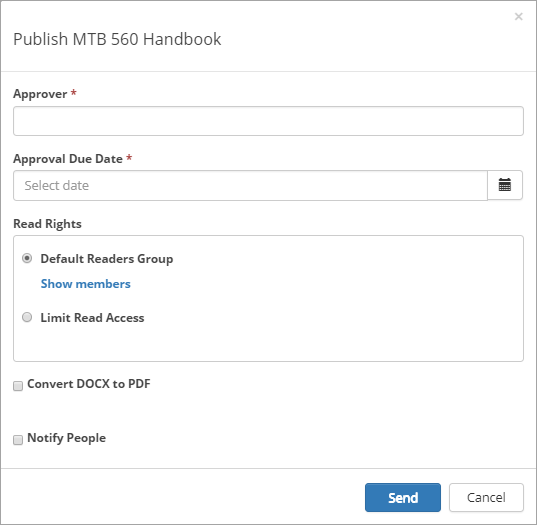 ×
Publish MTB 560 Handbook
Approver *
Approval Due Date *
Select date
Read Rights
Default Readers Group
Show members
Limit Read Access
Convert DOCX to PDF
Notify People
Send Cancel